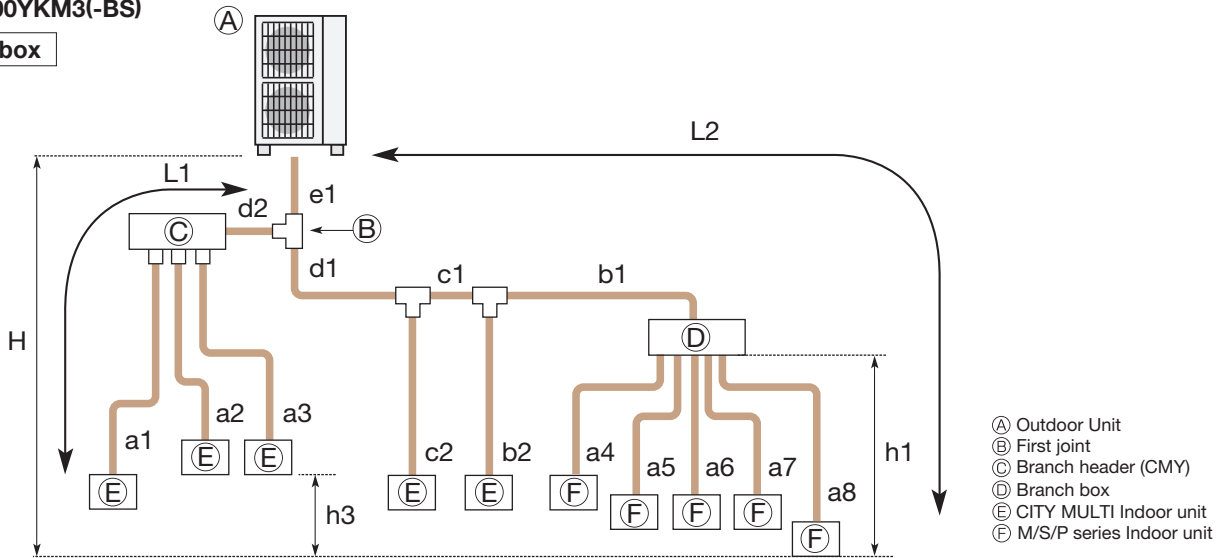 00YKM3(-BS)
box
A
L2
L1
e1
d2
B
C
d1
c1
b1
H
D
a1
a2
a3
c2
b2
a4
a5
a6
a7
a8
h1
E
E
E
E
E
F
F
F
F
F
h3
A Outdoor Unit
B First joint
C Branch header (CMY)
D Branch box
E CITY MULTI Indoor unit
F M/S/P series Indoor unit